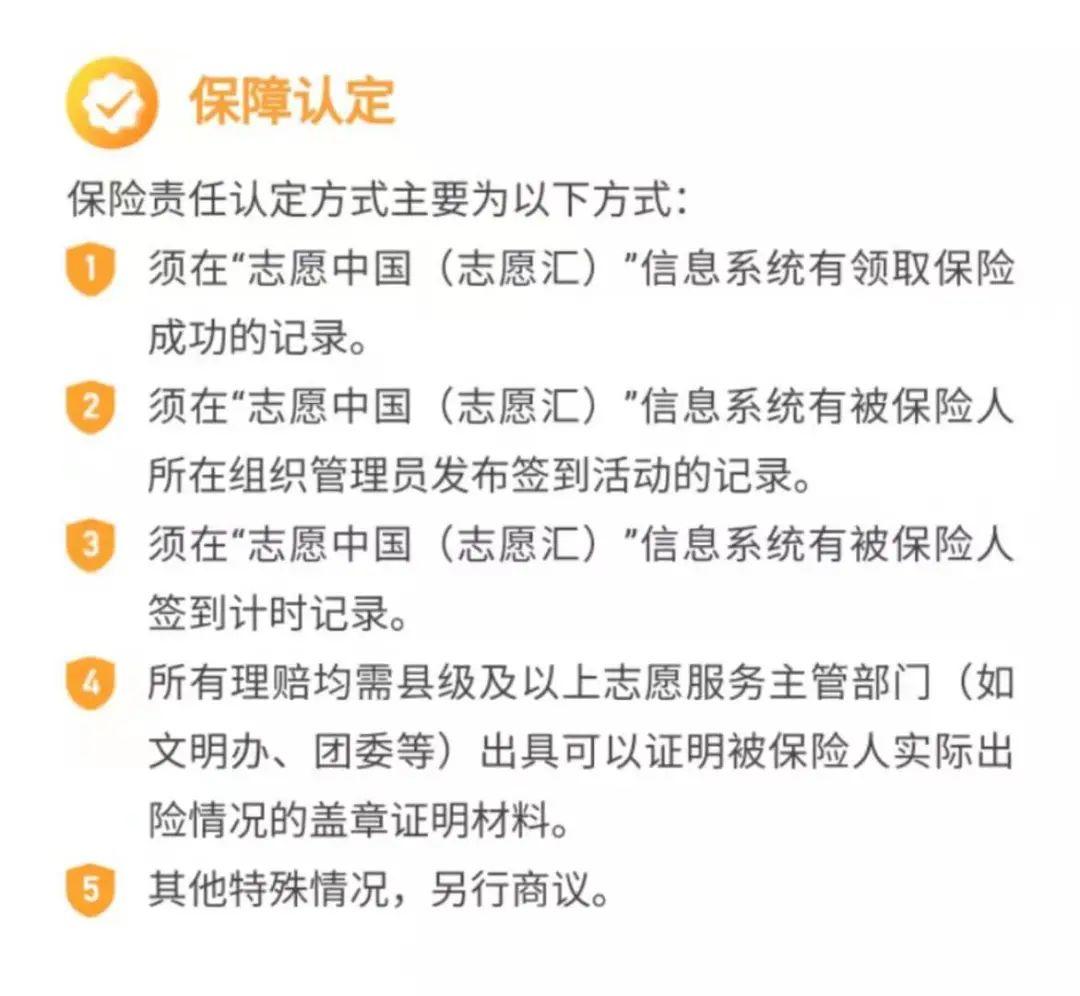 保障认定
保险责任认定方式主要为以下方式：
1 须在“志愿中国（志愿汇）”信息系统有领取保险
成功的记录。
2 须在“志愿中国（志愿汇）”信息系统有被保险人
所在组织管理员发布签到活动的记录。
3 须在“志愿中国（志愿汇）”信息系统有被保险人
签到计时记录。
4 所有理赔均需县级及以上志愿服务主管部门（如
文明办、团委等）出具可以证明被保险人实际出
险情况的盖章证明材料。
5 其他特殊情况，另行商议。